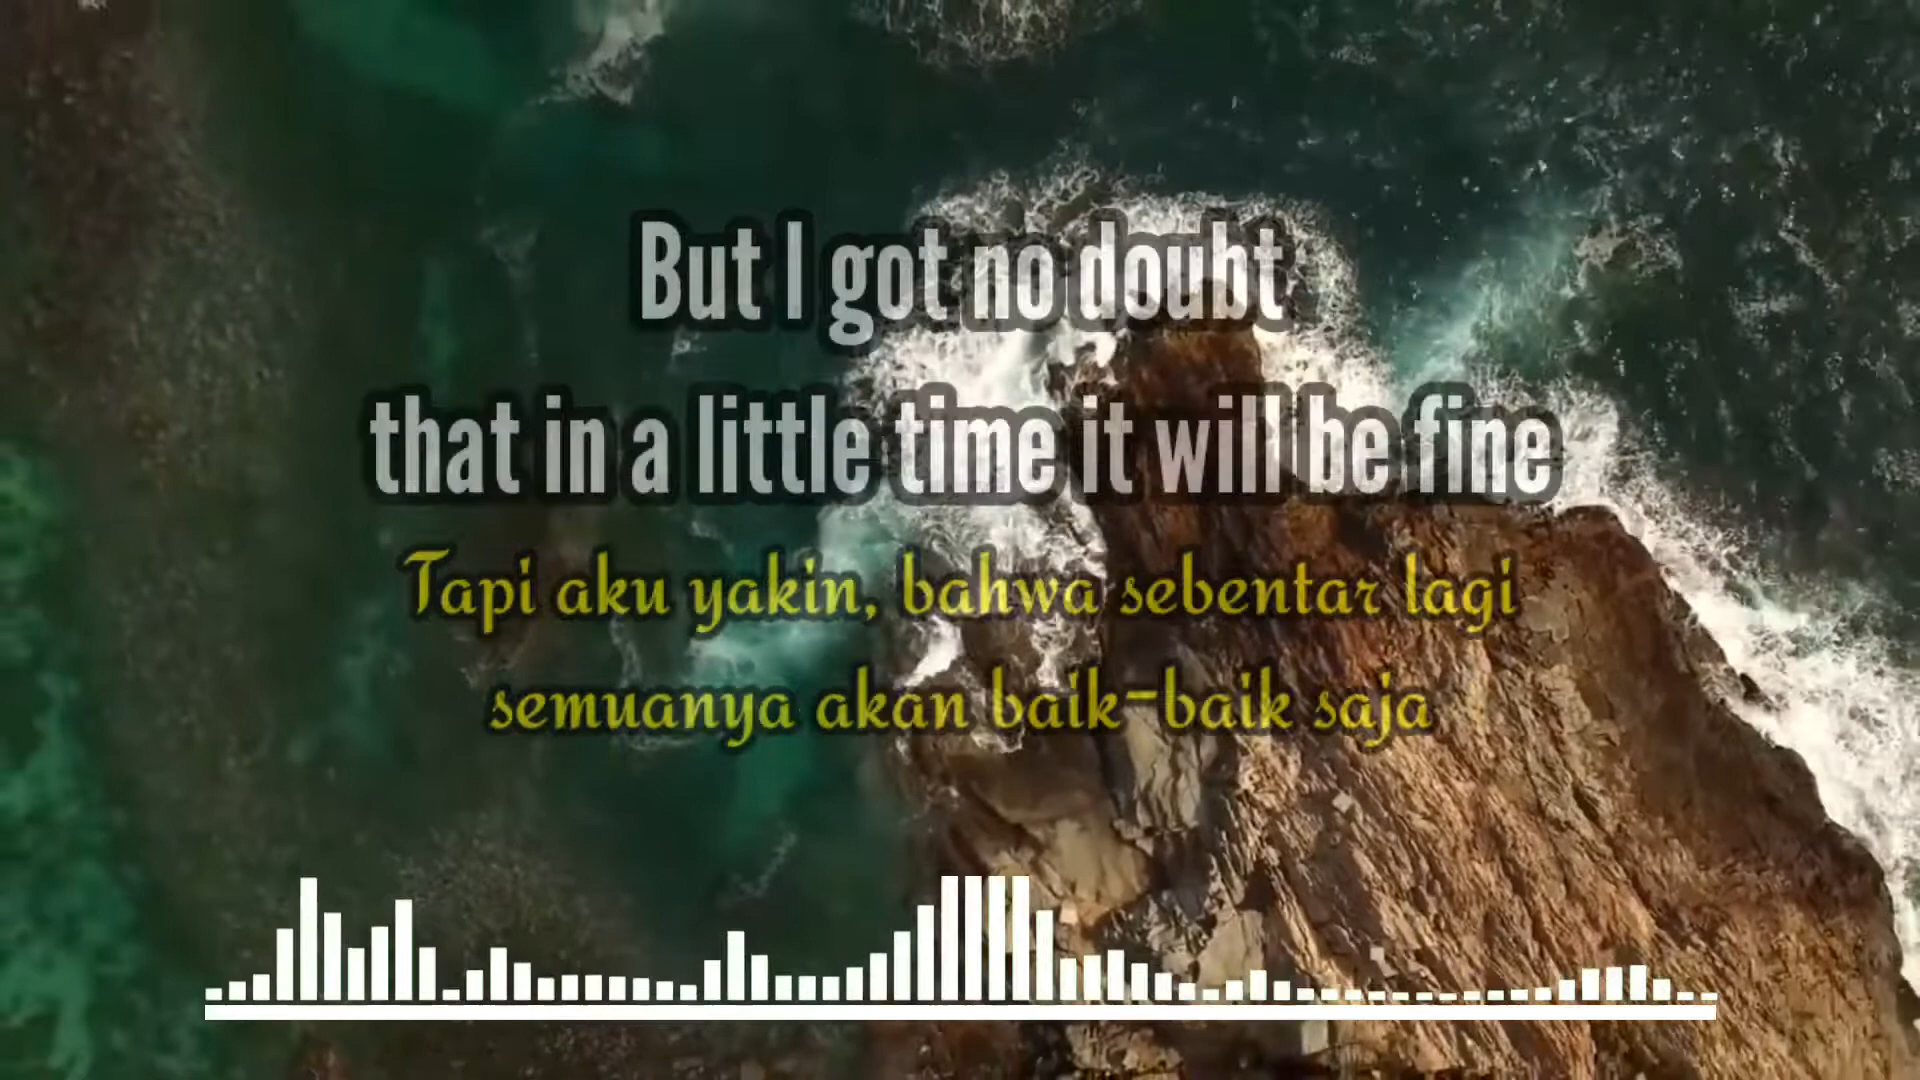 But I got no doubt
that in a little time it will be fine
Tapi aku yakin, bahwa sebentar lagi
semuanya akan baik-baik saja